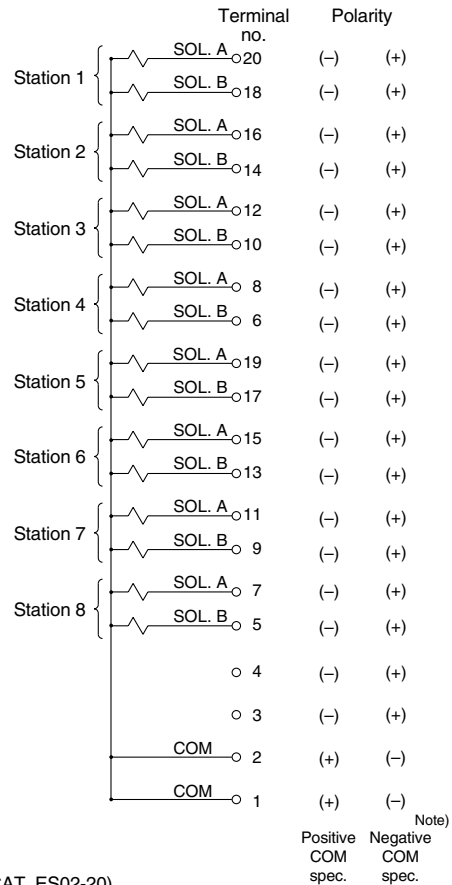 Terminal no. Polarity
Station 1 SOL. A 20 (–) (+)
SOL. B 18 (–) (+)
Station 2 SOL. A 16 (–) (+)
SOL. B 14 (–) (+)
Station 3 SOL. A 12 (–) (+)
SOL. B 10 (–) (+)
Station 4 SOL. A 8 (–) (+)
SOL. B 6 (–) (+)
Station 5 SOL. A 19 (–) (+)
SOL. B 17 (–) (+)
Station 6 SOL. A 15 (–) (+)
SOL. B 13 (–) (+)
Station 7 SOL. A 11 (–) (+)
SOL. B 9 (–) (+)
Station 8 SOL. A 7 (–) (+)
SOL. B 5 (–) (+)
4 (–) (+)
3 (–) (+)
COM 2 (+) (–)
COM 1 (+) (–)
Note)
Positive Negative
COM COM
spec. spec.
ES02-20)